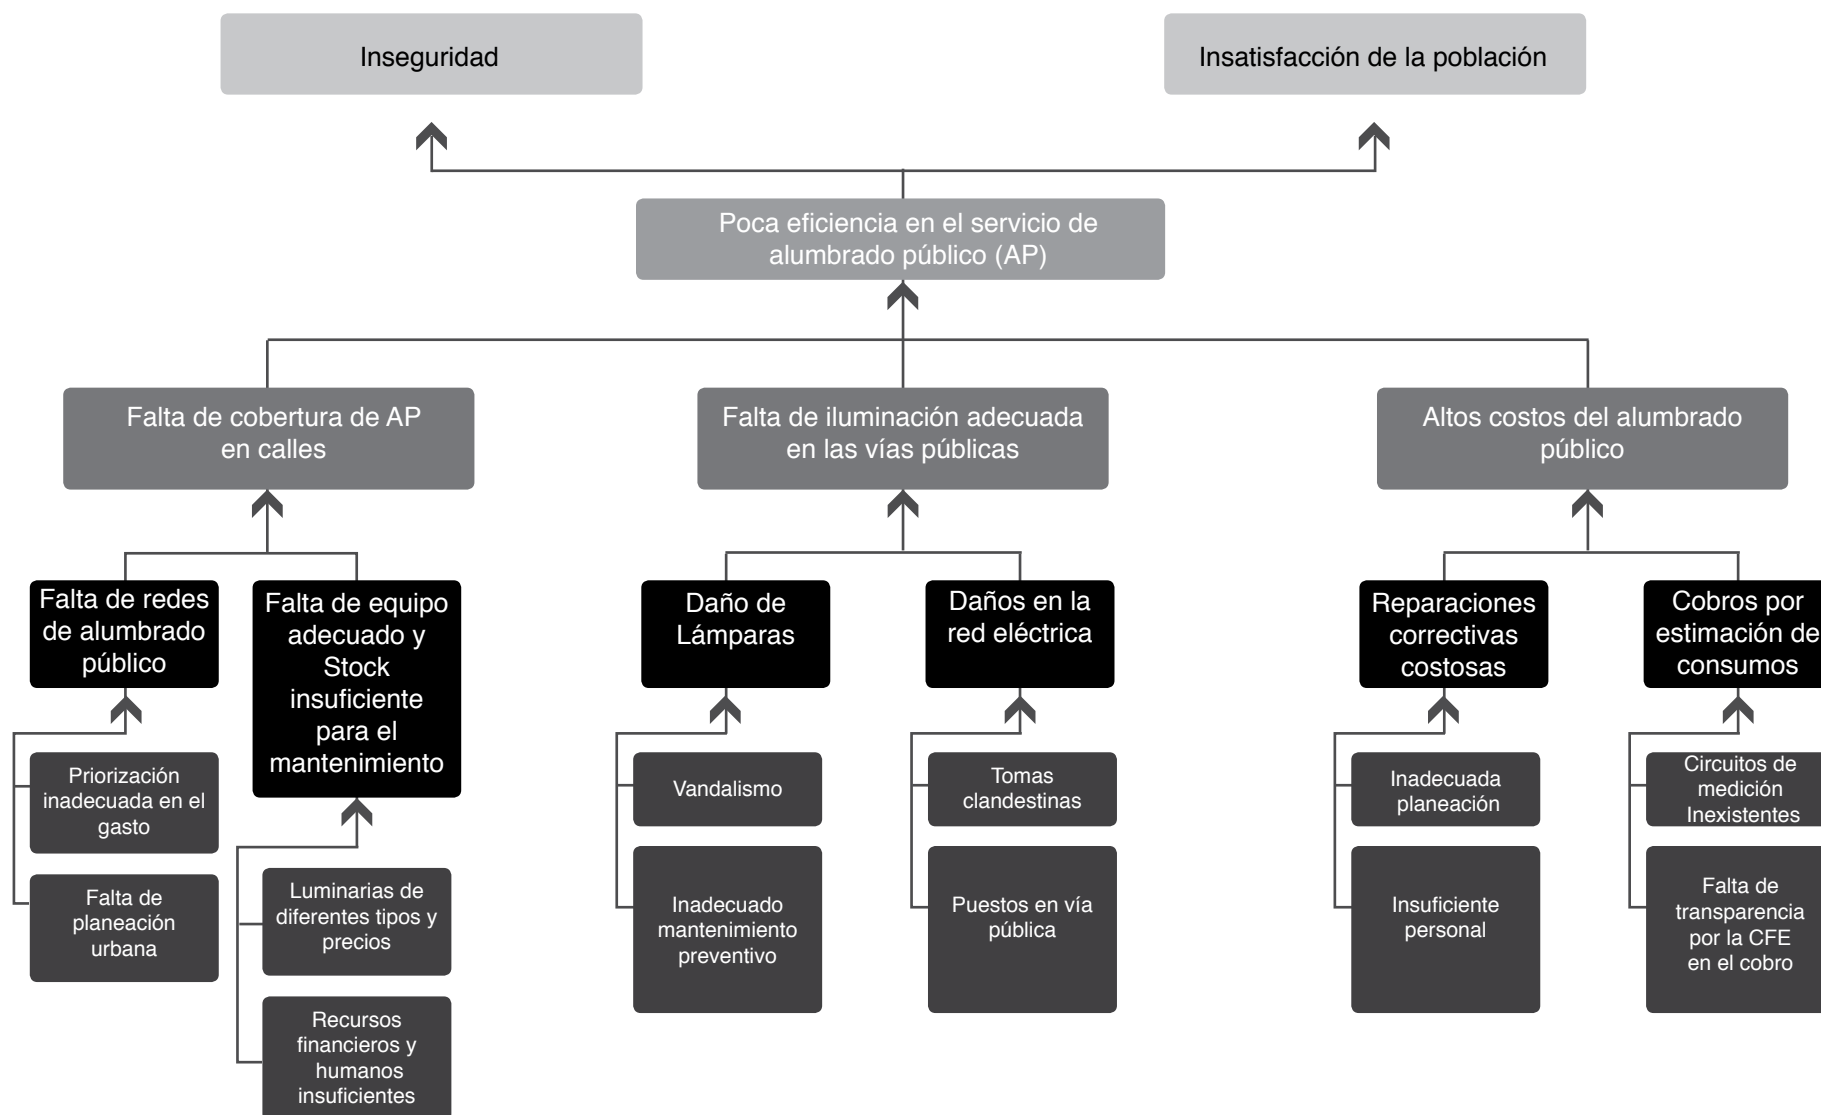 Inseguridad
Insatisfacción de la población
Poca eficiencia en el servicio de
alumbrado público (AP)
Falta de cobertura de AP
en calles
Falta de iluminación adecuada
en las vías públicas
Altos costos del alumbrado
público
Falta de redes
de alumbrado
público
Falta de equipo
adecuado y
Stock
insuficiente
para el
mantenimiento
Daño de
Lámparas
Daños en la
red eléctrica
Reparaciones
correctivas
costosas
Cobros por
estimación de
consumos
Priorización
inadecuada en el
gasto
Falta de
planeación
urbana
Luminarias de
diferentes tipos y
precios
Recursos
financieros y
humanos
insuficientes
Vandalismo
Inadecuado
mantenimiento
preventivo
Tomas
clandestinas
Puestos en vía
pública
Inadecuada
planeación
Insuficiente
personal
Circuitos de
medición
Inexistentes
Falta de
transparencia
por la CFE
en el cobro